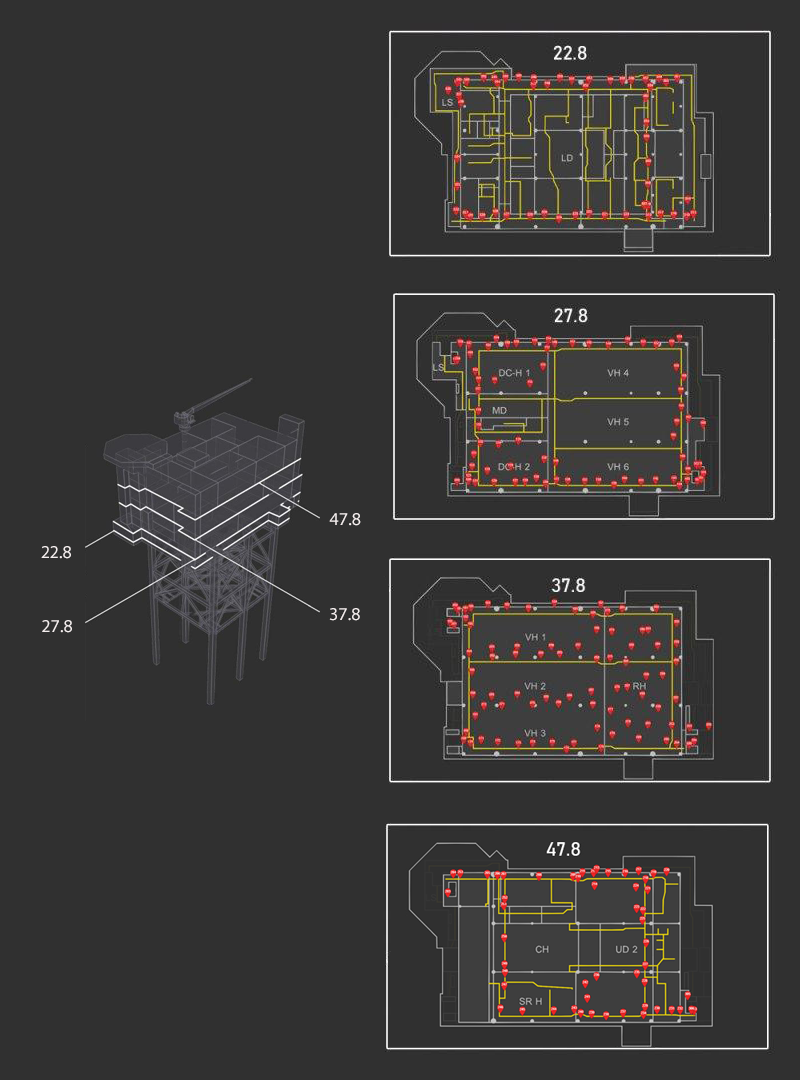 22.8
LS
LD
27.8
LS
DC-H 1
VH 4
MD
VH 5
DC-H 2
VH 6
47.8
22.8
37.8
27.8
37.8
VH 1
VH 2
RH
VH 3
47.8
CH
UD 2
SR H